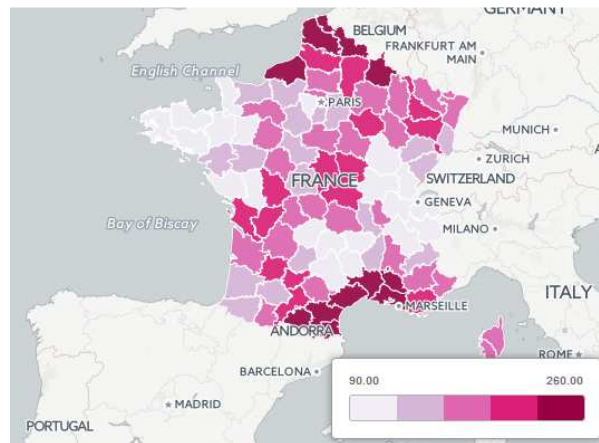 GERMANY
BELGIUM
FRANKFURT AM
MAIN
English Channel
PARIS
MUNICH
ZURICH
FRANCE
SWITZERLAND
GENEVA
Bay of Biscay
MILANO
MARSEILLE
ITALY
ANDORRA
ROME
BARCELONA
90.00 260.00
MADRID
PORTUGAL